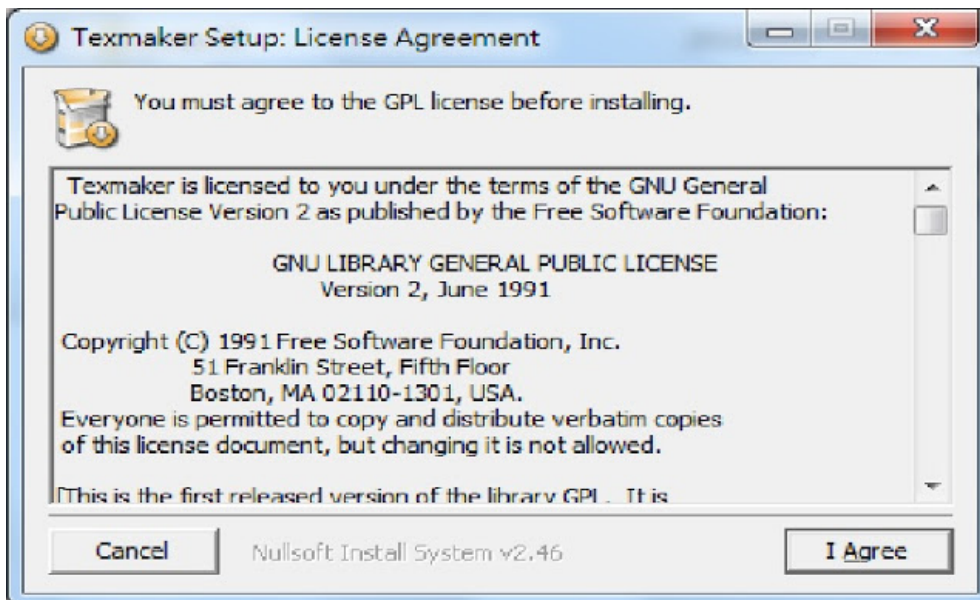 Texmaker Setup: License Agreement
You must agree to the GPL license before installing.
Texmaker is licensed to you under the terms of the GNU General
Public License Version 2 as published by the Free Software Foundation:
GNU LIBRARY GENERAL PUBLIC LICENSE
Version 2, June 1991
Copyright (C) 1991 Free Software Foundation, Inc.
51 Franklin Street, Fifth Floor
Boston, MA 02110-1301, USA.
Everyone is permitted to copy and distribute verbatim copies
of this license document, but changing it is not allowed.
[This is the first released version of the library GPL. It is
Cancel
Nullsoft Install System v2.46
I Agree